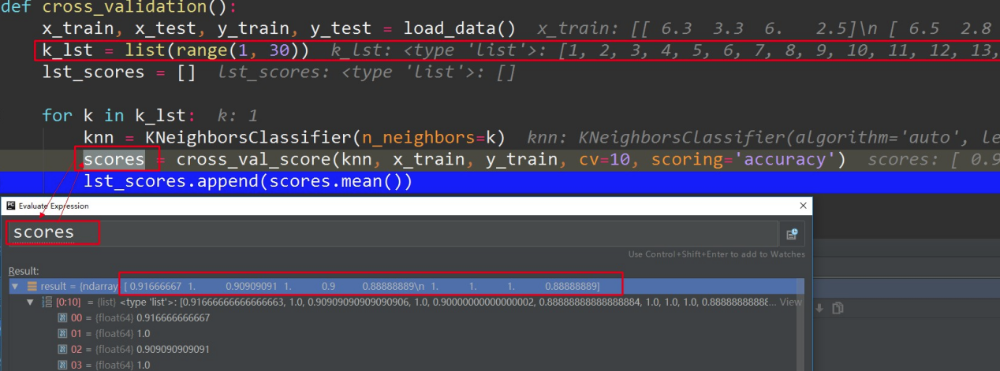 def cross_validation():
x_train, x_test, y_train, y_test = load_data() x_train: [[ 6.3 3.3 6. 2.5]\n [ 6.5 2.8
k_lst = list(range(1, 30)) k_lst: <type 'list'>: [1, 2, 3, 4, 5, 6, 7, 8, 9, 10, 11, 12, 13,
lst_scores = [] lst_scores: <type 'list'>: []
for k in k_lst: k: 1
knn = KNeighborsClassifier(n_neighbors=k) knn: KNeighborsClassifier(algorithm='auto', le
scores = cross_val_score(knn, x_train, y_train, cv=10, scoring='accuracy') scores: [ 0.9
lst_scores.append(scores.mean())
PC Evaluate Expression
scores
Use Control+Shift+Enter to add to Watches
Result:
result = {ndarray} [ 0.91666667 1. 0.90909091 1. 0.9 0.88888889\n 1. 1. 1. 0.88888889]
[0:10] = {list} <type 'list'>: [0.91666666666666663, 1.0, 0.90909090909090906, 1.0, 0.90000000000000002, 0.88888888888888884, 1.0, 1.0, 1.0, 0.8888888888... View
00 = {float64} 0.916666666667
01 = {float64} 1.0
02 = {float64} 0.909090909091
03 = {float64} 1.0